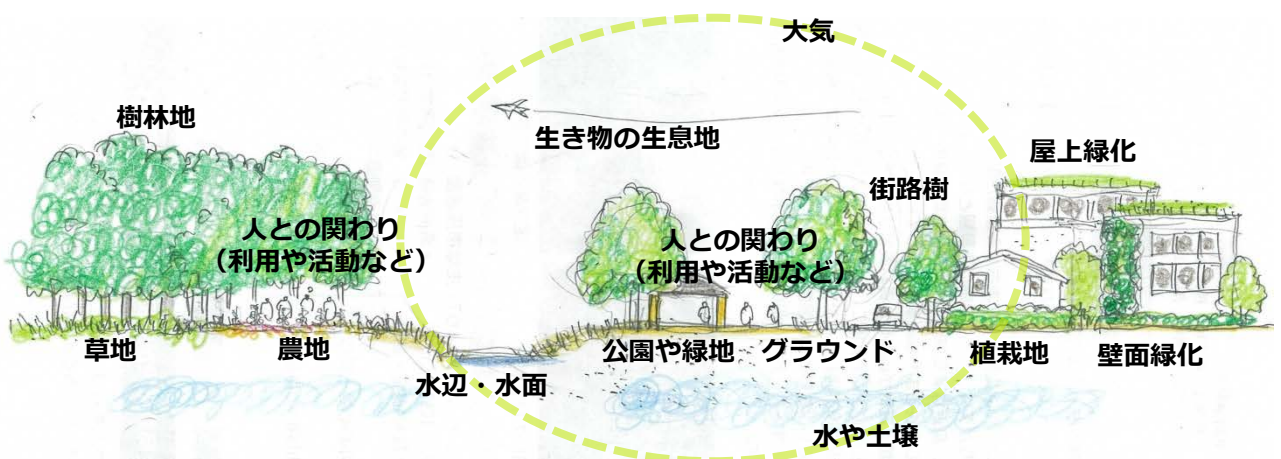 大気
樹林地
生き物の生息地
屋上緑化
街路樹
人との関わり
（利用や活動など）
人との関わり
（利用や活動など）
草地
農地
水辺・水面
公園や緑地
グラウンド
植栽地
壁面緑化
水や土壌